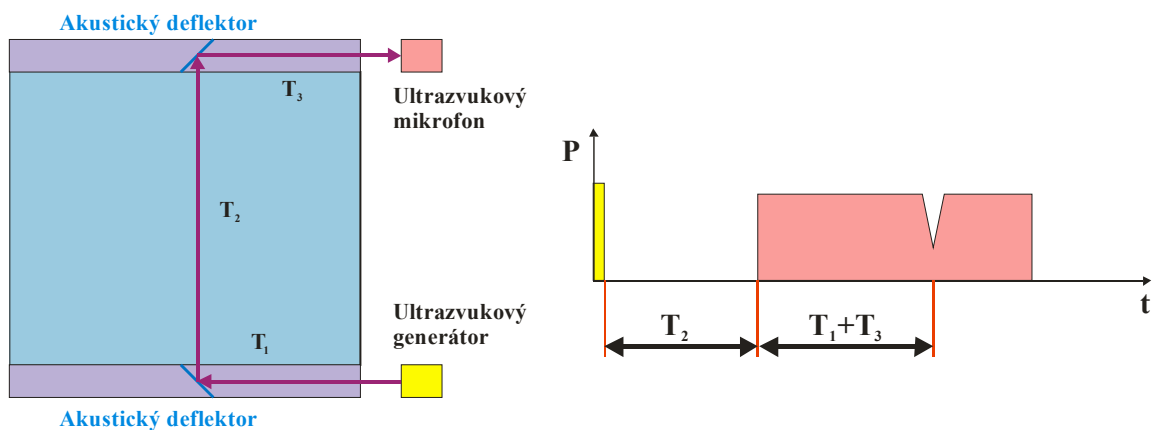 Akustický deflektor
T₃
Ultrazvukový
mikrofon
T₂
Ultrazvukový
generátor
T₁
Akustický deflektor
P
t
T₂
T₁+T₃